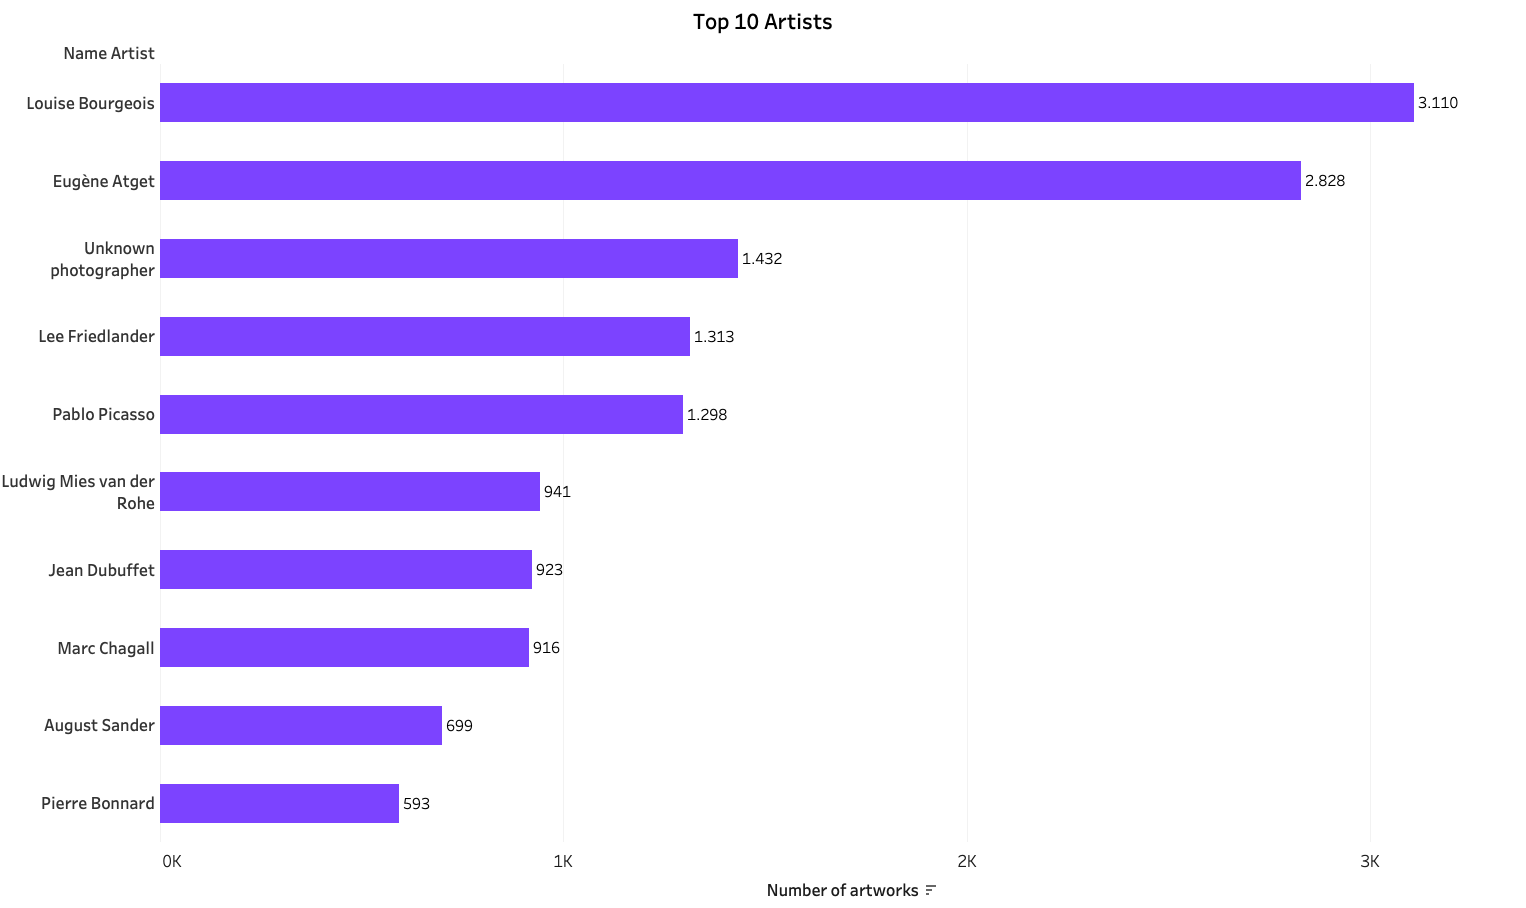 Top 10 Artists
Name Artist
Louise Bourgeois
3.110
Eugène Atget
2.828
Unknown
photographer
1.432
Lee Friedlander
1.313
Pablo Picasso
1.298
Ludwig Mies van der
Rohe
941
Jean Dubuffet
923
Marc Chagall
916
August Sander
699
Pierre Bonnard
593
0K
1K
2K
3K
Number of artworks